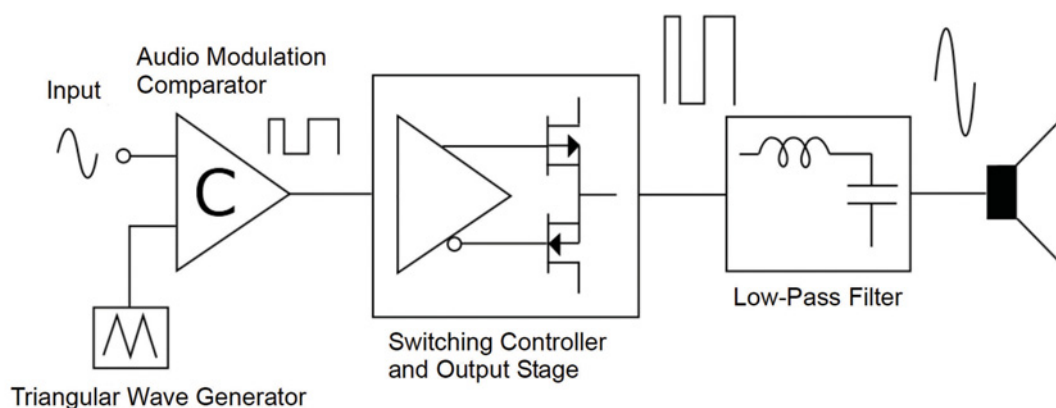 Audio Modulation
Comparator
Input
C
Switching Controller
and Output Stage
Low-Pass Filter
Triangular Wave Generator